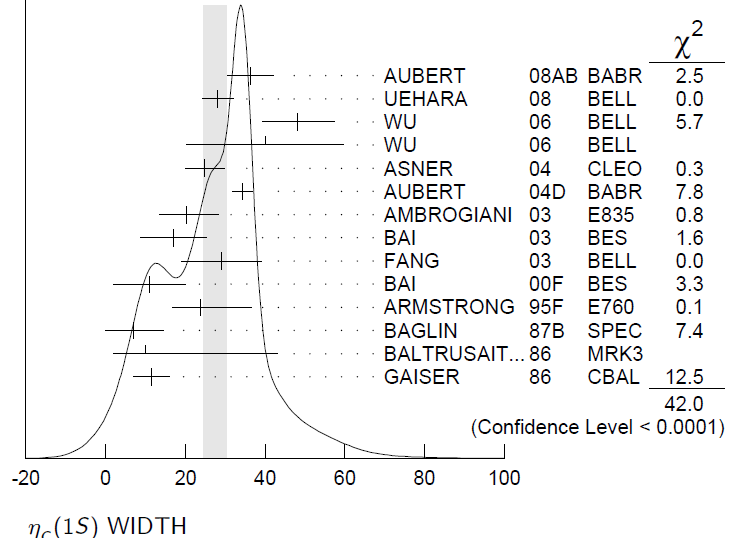 χ2
AUBERT 08AB BABR 2.5
UEHARA 08 BELL 0.0
WU 06 BELL 5.7
WU 06 BELL
ASNER 04 CLEO 0.3
AUBERT 04D BABR 7.8
AMBROGIANI 03 E835 0.8
BAI 03 BES 1.6
FANG 03 BELL 0.0
BAI 00F BES 3.3
ARMSTRONG 95F E760 0.1
BAGLIN 87B SPEC 7.4
BALTRUSAIT... 86 MRK3
GAISER 86 CBAL 12.5
42.0
(Confidence Level < 0.0001)
-20 0 20 40 60 80 100
ηc(1S) WIDTH